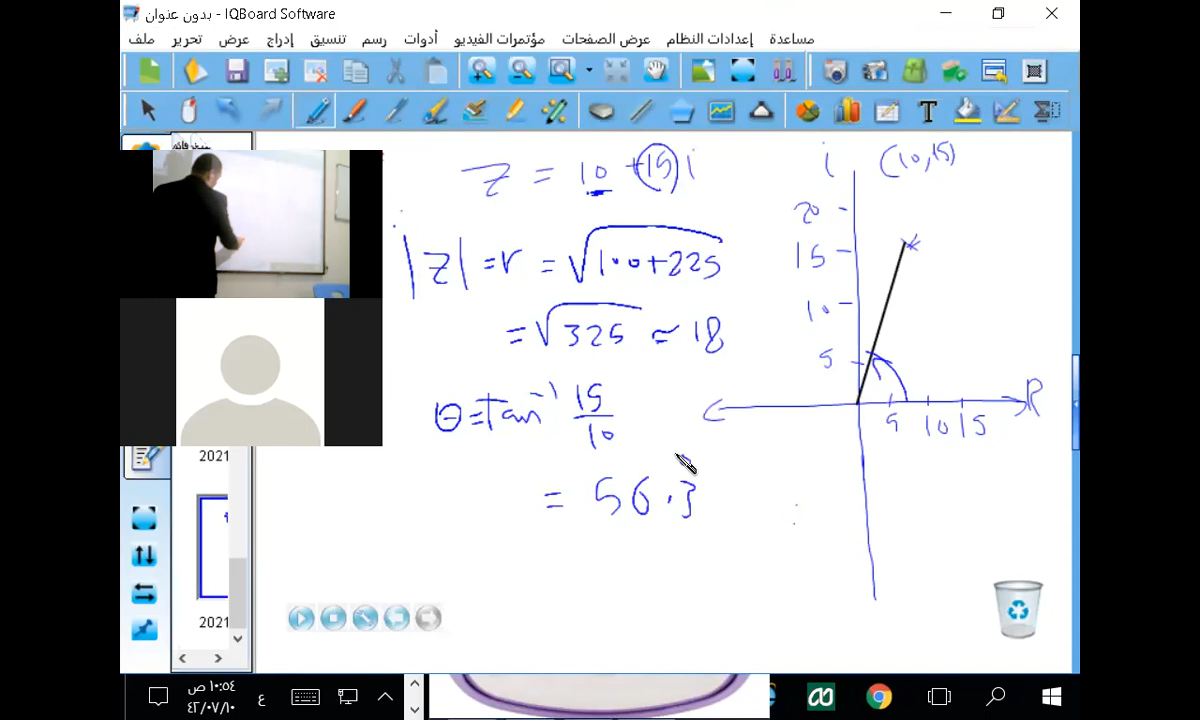 بدون عنوان - IQBoard Software
ملف تحرير عرض إدراج تنسيق رسم أدوات مؤتمرات الفيديو عرض الصفحات إعدادات النظام مساعدة
z = 10 + 15 i
|z| = r = √100+225
= √325 ≈ 18
θ = tan⁻¹ 15/10
= 56.3
i (10,15)
20
15
10
5
R
5 10 15
2021
2021
١٠:٥٤ ص
ع
٤٢/٠٧/١٠